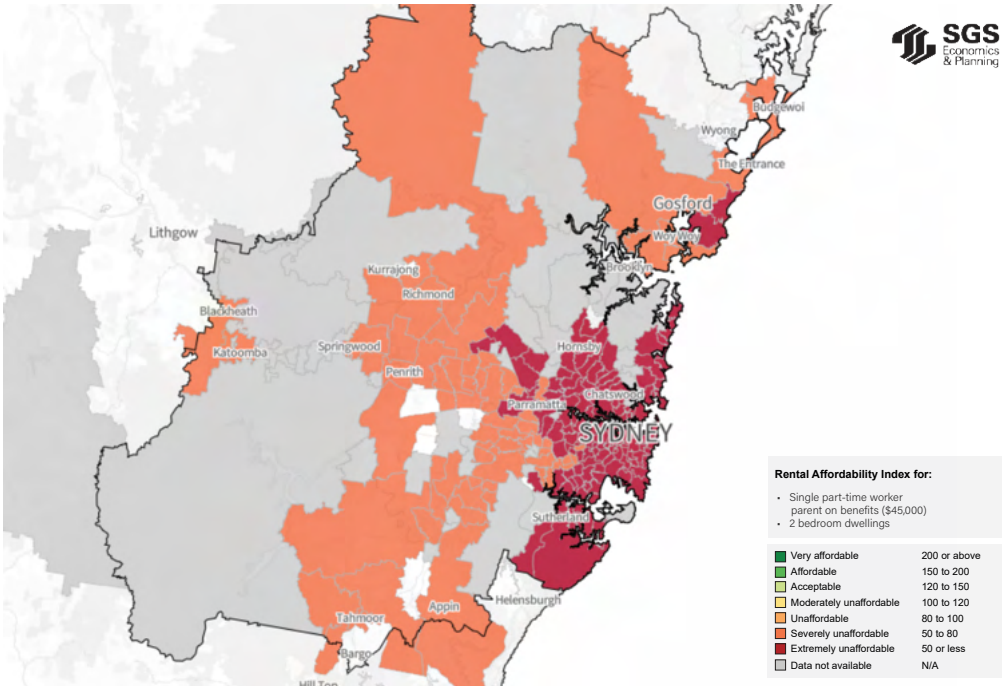 SGS
Economics
& Planning
Budgewoi
Wyong
The Entrance
Gosford
Woy Woy
Lithgow
Brooklyn
Kurrajong
Richmond
Blackheath
Katoomba
Springwood
Hornsby
Penrith
Chatswood
Parramatta
SYDNEY
Sutherland
Helensburgh
Appin
Tahmoor
Bargo
Hill Top
Rental Affordability Index for:
• Single part-time worker
parent on benefits ($45,000)
• 2 bedroom dwellings
Very affordable 200 or above
Affordable 150 to 200
Acceptable 120 to 150
Moderately unaffordable 100 to 120
Unaffordable 80 to 100
Severely unaffordable 50 to 80
Extremely unaffordable 50 or less
Data not available N/A